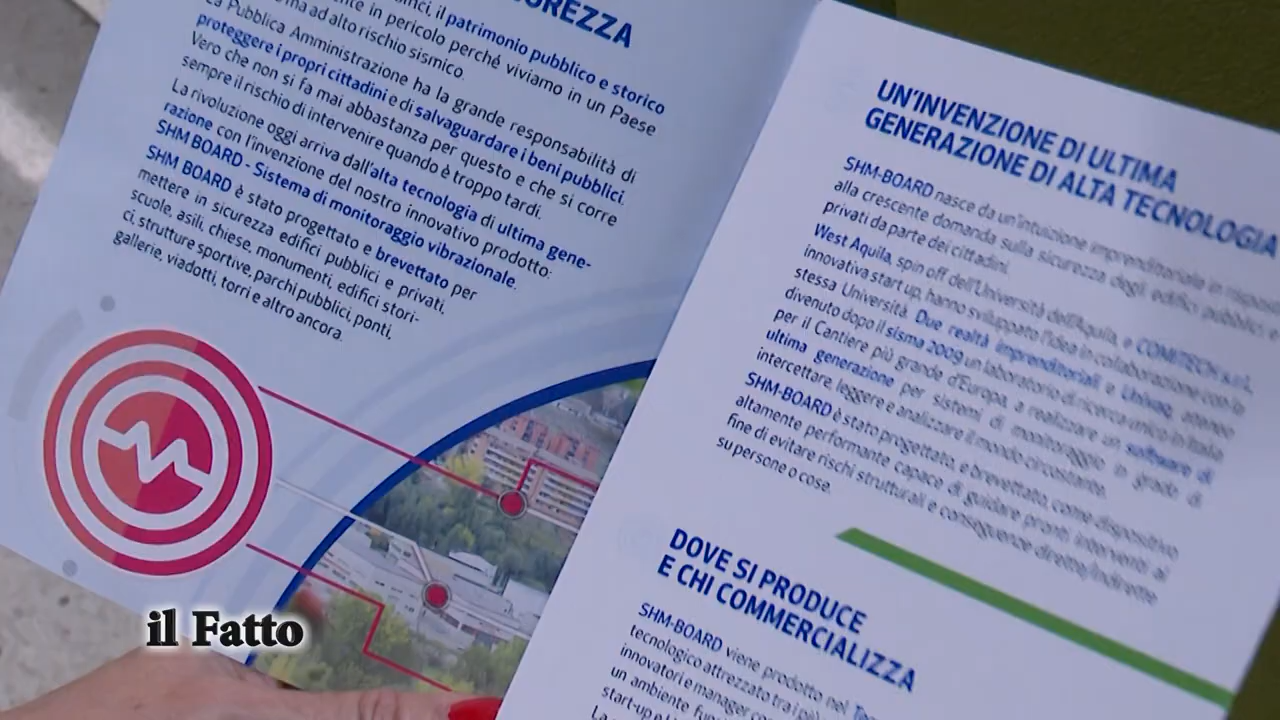 UREZZA
il patrimonio pubblico e storico
in pericolo perché viviamo in un Paese
ma ad alto rischio sismico.
La Pubblica Amministrazione ha la grande responsabilità di
proteggere i propri cittadini e di salvaguardare i beni pubblici.
Vero che non si fa mai abbastanza per questo e che si corre
sempre il rischio di intervenire quando è troppo tardi.
La rivoluzione oggi arriva dall'alta tecnologia di ultima gene-
razione con l'invenzione del nostro innovativo prodotto:
SHM BOARD - Sistema di monitoraggio vibrazionale.
SHM BOARD è stato progettato e brevettato per
mettere in sicurezza edifici pubblici e privati,
scuole, asili, chiese, monumenti, edifici stori-
ci, strutture sportive, parchi pubblici, ponti,
gallerie, viadotti, torri e altro ancora.
UN'INVENZIONE DI ULTIMA
GENERAZIONE DI ALTA TECNOLOGIA
SHM-BOARD nasce da un'intuizione imprenditoriale in risposta
alla crescente domanda sulla sicurezza degli edifici pubblici e
privati da parte dei cittadini.
West Aquila, spin off dell'Università dell'Aquila, e COMITECH s.r.l.,
innovativa start up, hanno sviluppato l'idea in collaborazione con la
stessa Università. Due realtà imprenditoriali e Univaq, ateneo
divenuto dopo il sisma 2009 un laboratorio di ricerca unico in Italia
per il Cantiere più grande d'Europa, a realizzare un software di
ultima generazione per sistemi di monitoraggio in grado di
intercettare, leggere e analizzare il mondo circostante.
SHM-BOARD è stato progettato, e brevettato, come dispositivo
altamente performante capace di guidare pronti interventi al
fine di evitare rischi strutturali e conseguenze dirette/indirette
su persone o cose.
DOVE SI PRODUCE
E CHI COMMERCIALIZZA
SHM-BOARD viene prodotto nel
tecnologico attrezzato tra i più
innovatori e manager
un ambiente
start-up e
il Fatto